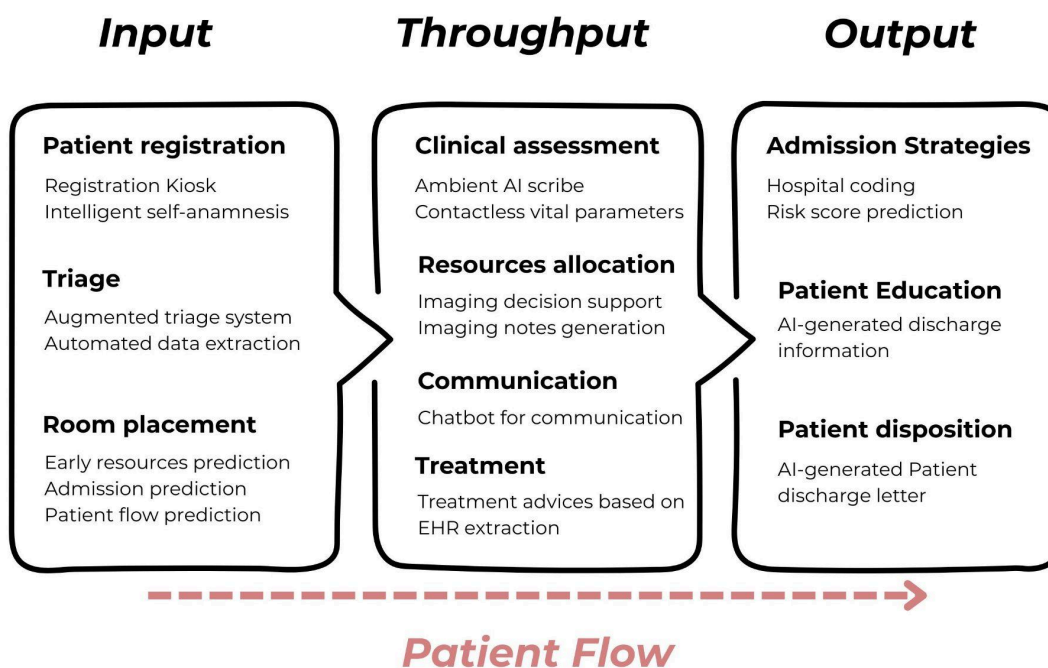 Input
Throughput
Output
Patient registration
Registration Kiosk
Intelligent self-anamnesis
Triage
Augmented triage system
Automated data extraction
Room placement
Early resources prediction
Admission prediction
Patient flow prediction
Clinical assessment
Ambient AI scribe
Contactless vital parameters
Resources allocation
Imaging decision support
Imaging notes generation
Communication
Chatbot for communication
Treatment
Treatment advices based on
EHR extraction
Admission Strategies
Hospital coding
Risk score prediction
Patient Education
AI-generated discharge
information
Patient disposition
AI-generated Patient
discharge letter
Patient Flow